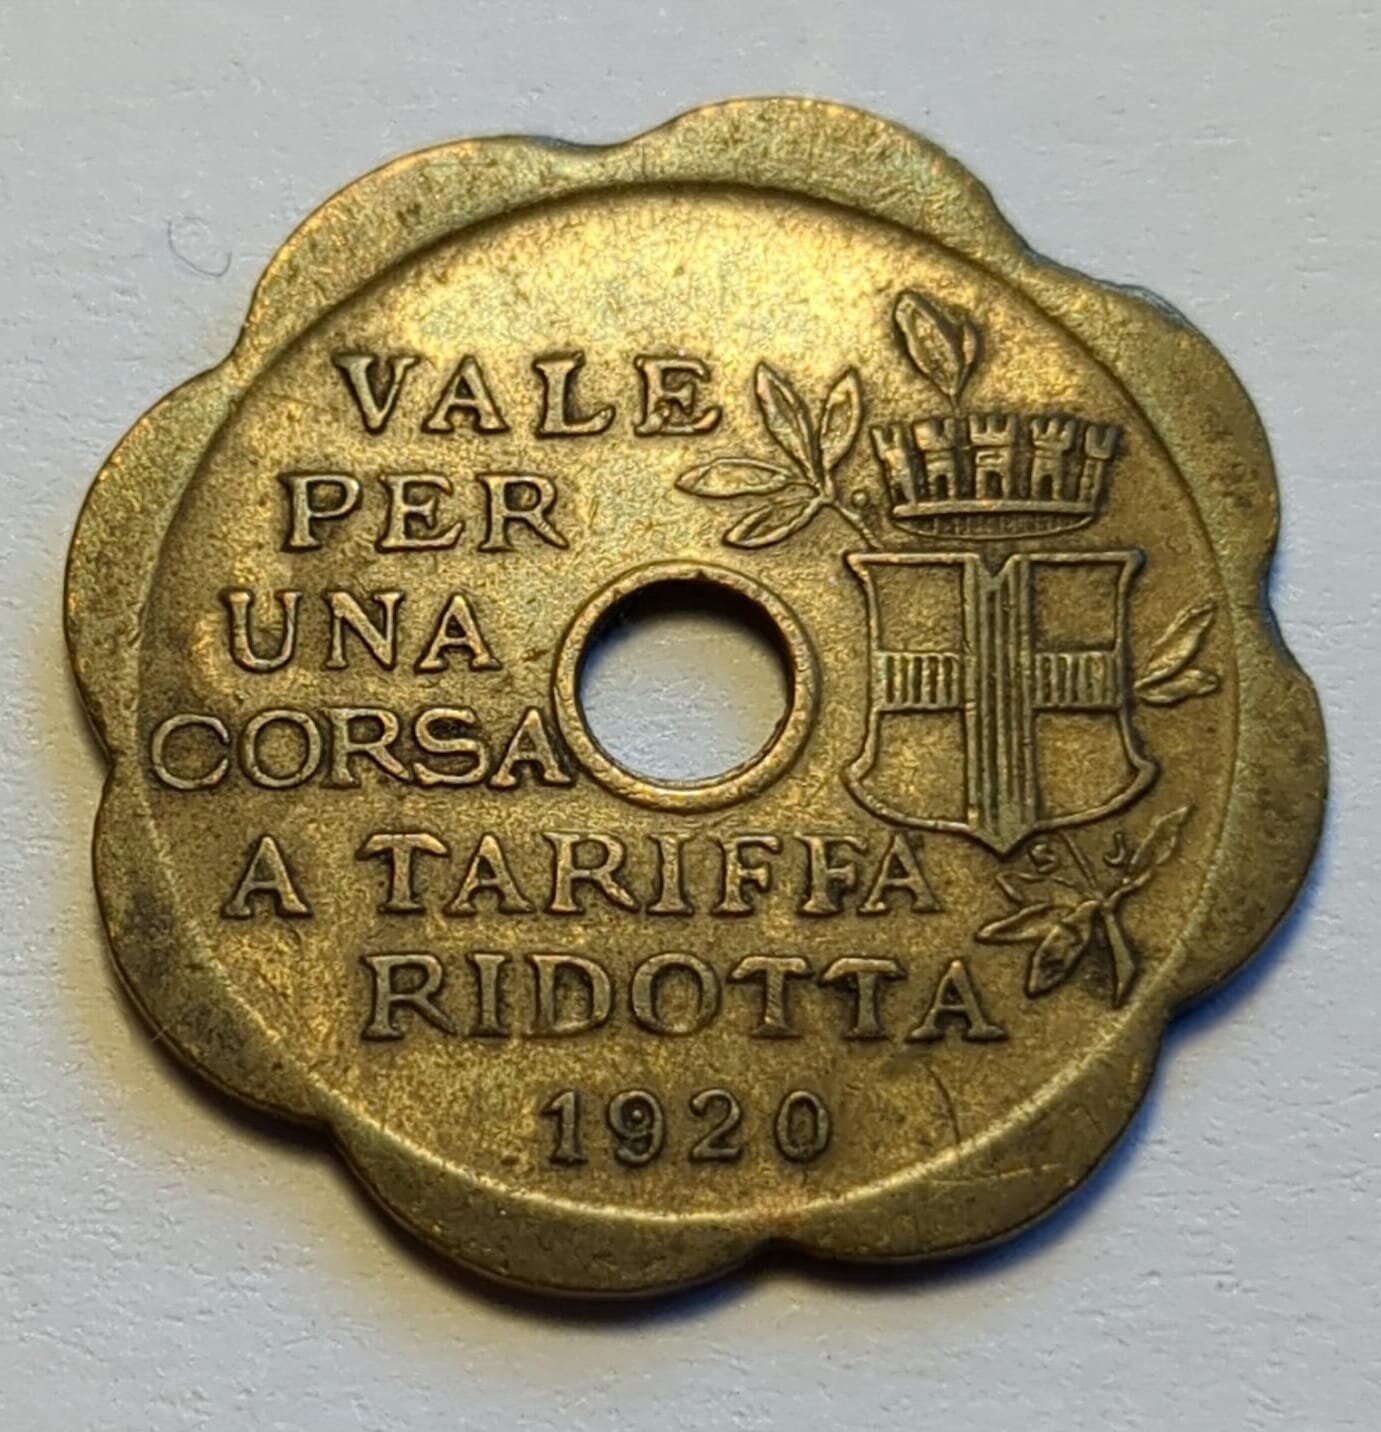 VALE
PER
UNA
CORSA
A TARIFFA
RIDOTTA
1920
S J